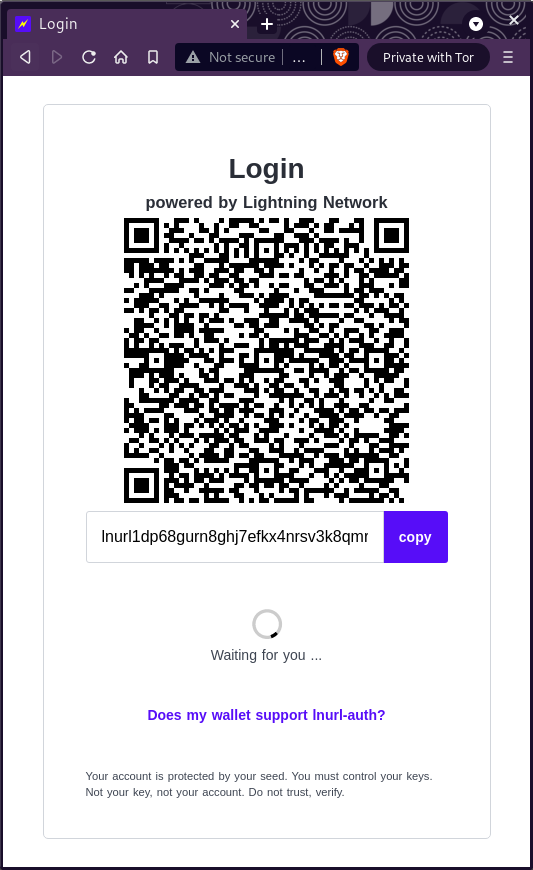 Login
Not secure
...
Private with Tor
Login
powered by Lightning Network
lnurl1dp68gurn8ghj7efkx4nrsv3k8qmr
copy
Waiting for you ...
Does my wallet support lnurl-auth?
Your account is protected by your seed. You must control your keys.
Not your key, not your account. Do not trust, verify.